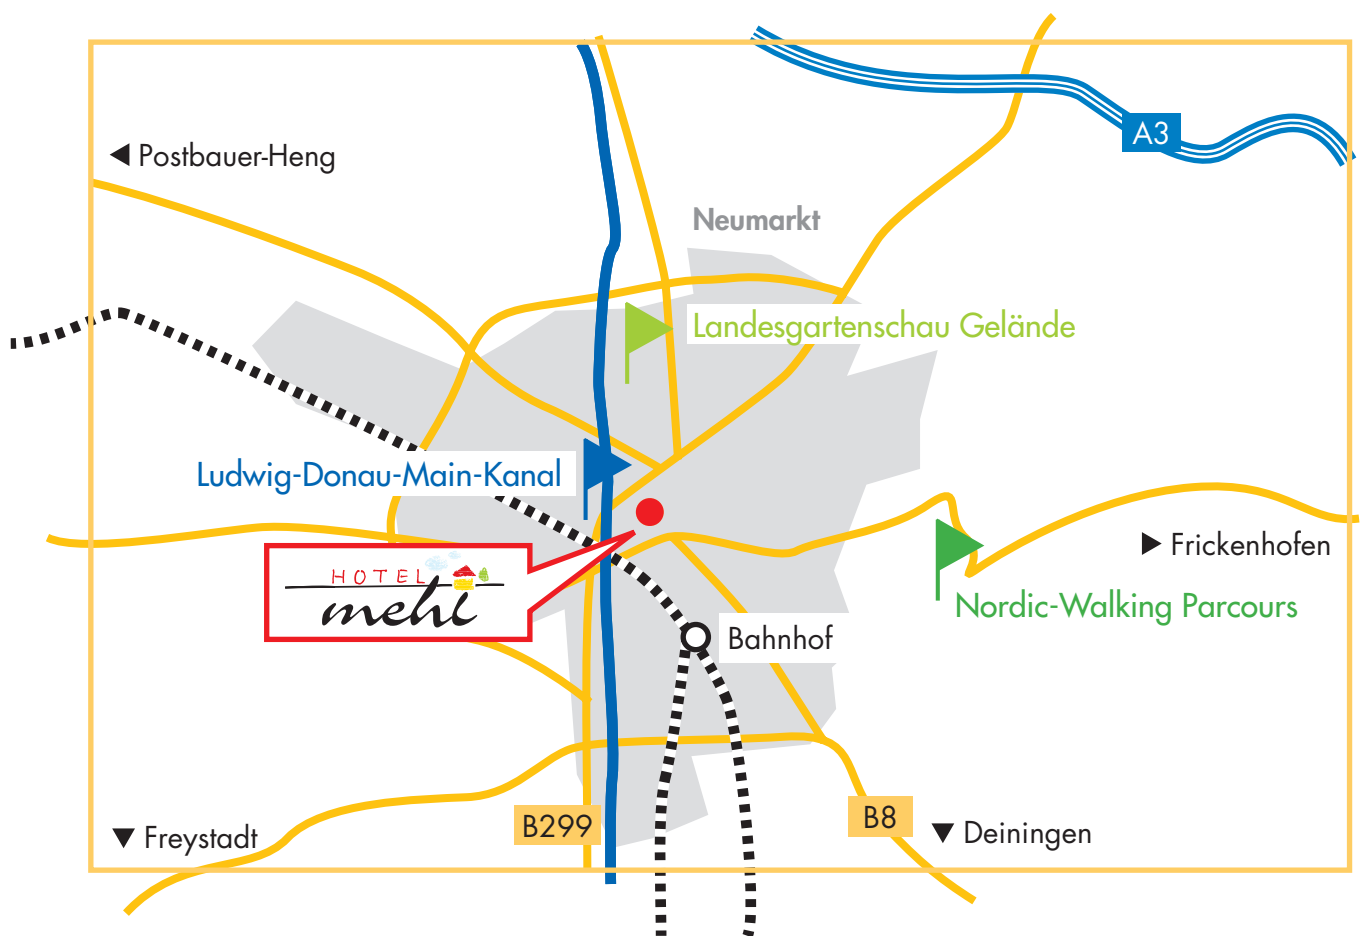 A3
Postbauer-Heng
Neumarkt
Landesgartenschau Gelände
Ludwig-Donau-Main-Kanal
Frickenhofen
HOTEL
mehl
Nordic-Walking Parcours
Bahnhof
B299
B8
Freystadt
Deiningen